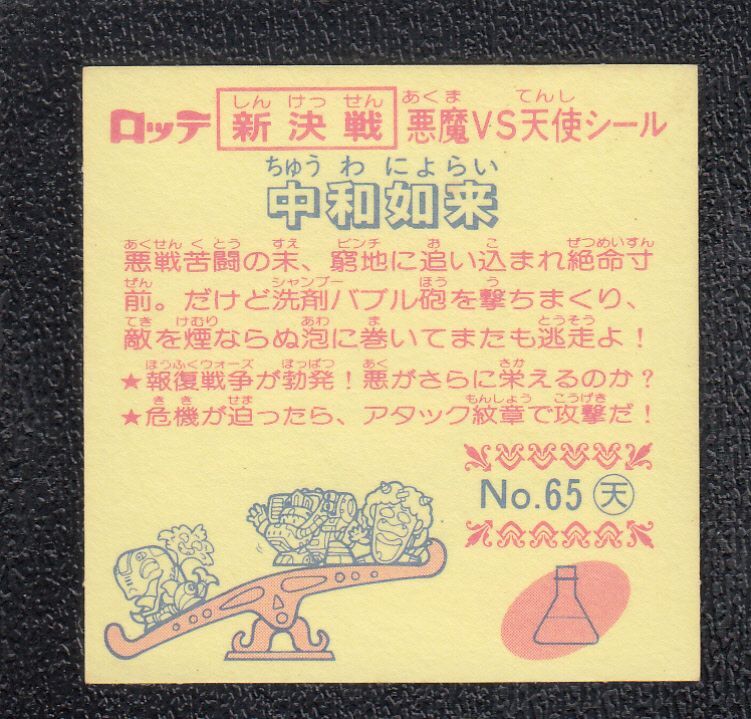 しん けっ せん あくま てんし
ロッテ 新決戦 悪魔VS天使シール
ちゅう わ にょらい
中和如来
あくせん く とう すえ ピンチ お こ ぜつめいすん
悪戦苦闘の末、窮地に追い込まれ絶命寸
ぜん シャンプー ほう う
前。だけど洗剤バブル砲を撃ちまくり、
てき けむり あわ ま とうそう
敵を煙ならぬ泡に巻いてまたも逃走よ!
ほうふくウォーズ ぼっぱつ あく さか
★報復戦争が勃発!悪がさらに栄えるのか?
き き せま もんしょう こうげき
★危機が迫ったら、アタック紋章で攻撃だ!
No.65 天